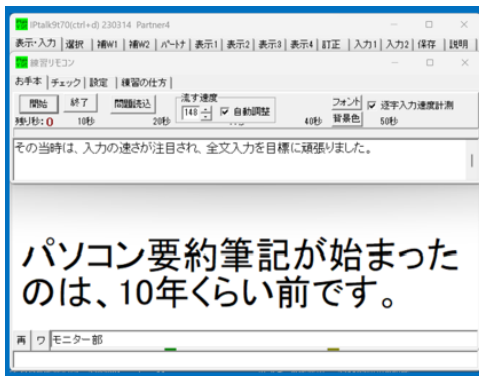 IPtalk9t70(ctrl+d) 230314 Partner4
表示・入力 選択 補W1 補W2 パートナ 表示1 表示2 表示3 表示4 訂正 入力1 入力2 保存 説明
練習リモコン
お手本 チェック 設定 練習の仕方
流す速度
開始 終了 問題読込 148 自動調整 フォント 逐字入力速度計測
残り秒: 0 10秒 20秒 40秒 背景色 50秒
その当時は、入力の速さが注目され、全文入力を目標に頑張りました。
パソコン要約筆記が始まった
のは、10年くらい前です。
再 ワ モニター部